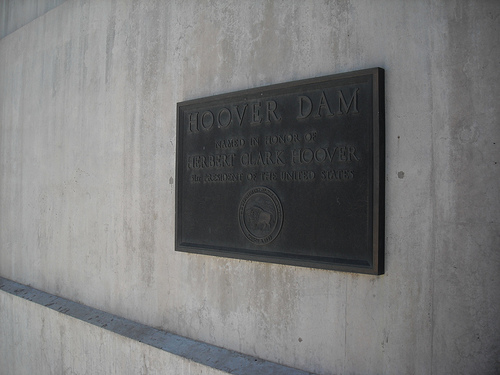 HOOVER DAM
NAMED IN HONOR OF
HERBERT CLARK HOOVER
PRESIDENT OF THE UNITED STATES